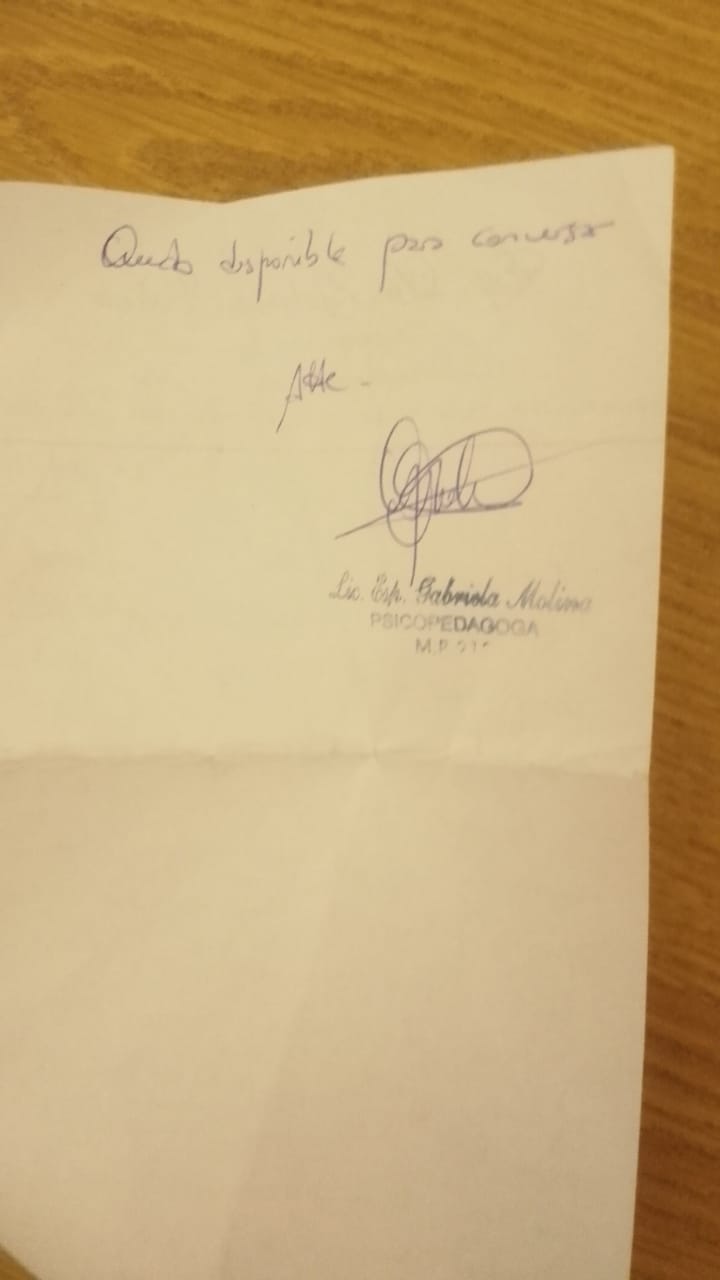 Quedo disponible para conversar
Atte -
Lic. Esp. Gabriela Molina
PSICOPEDAGOGA
M.P